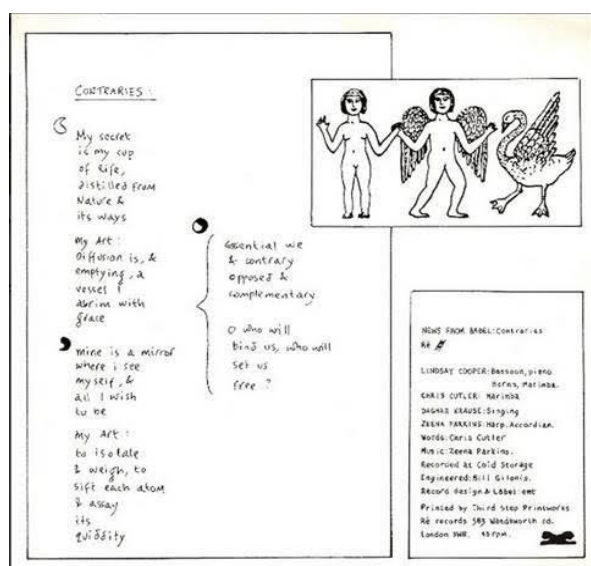 CONTRARIES :
My secret
is my cup
of Life,
distilled from
Nature &
its ways
My Art :
Diffusion is, &
emptying, a
vessel
abrim with
grace
mine is a mirror
where i see
myself, &
all I wish
to be
My Art :
to isolate
& weigh, to
sift each atom
& assay
its
quiddity
essential we
& contrary
opposed &
complementary
O who will
bind us, who will
set us
free ?
NEWS FROM BABEL: Contraries
Ré
LINDSAY COOPER: Bassoon, piano
Horns, Marimba.
CHRIS CUTLER: Marimba
DAGMAR KRAUSE: Singing
ZEENA PARKINS: Harp, Accordian.
Words: Chris Cutler
Music: Zeena Parkins.
Recorded at Cold Storage
Engineered: Bill Gilonis.
Record design & Label: emt
Printed by Third Step Printworks.
Ré records 583 Wandsworth rd.
London SW8. 45rpm.